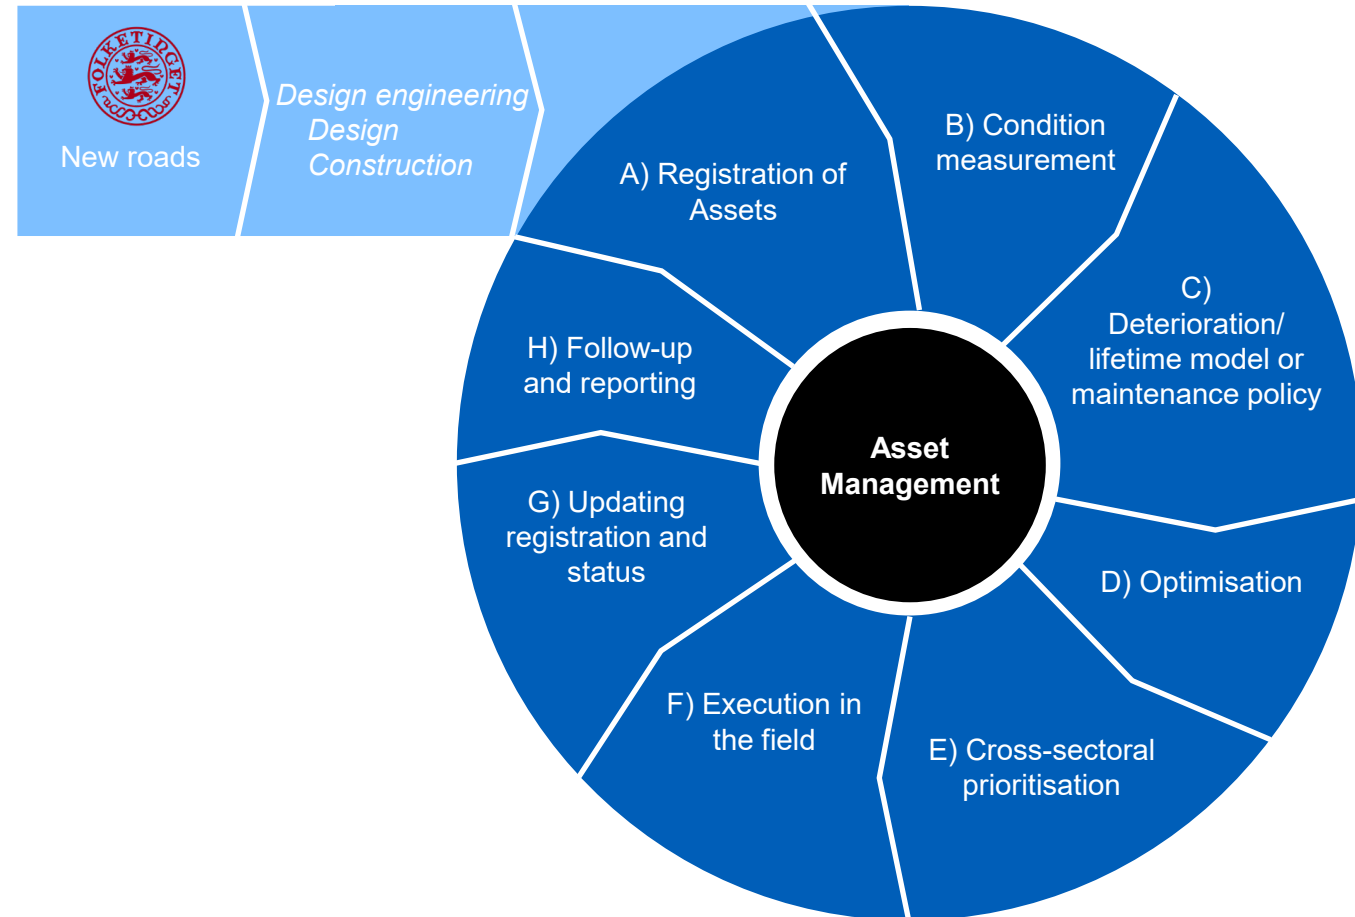 FOLKETINGET
New roads
Design engineering
Design
Construction
A) Registration of
Assets
B) Condition
measurement
C)
Deterioration/
lifetime model or
maintenance policy
D) Optimisation
E) Cross-sectoral
prioritisation
F) Execution in
the field
G) Updating
registration and
status
H) Follow-up
and reporting
Asset
Management